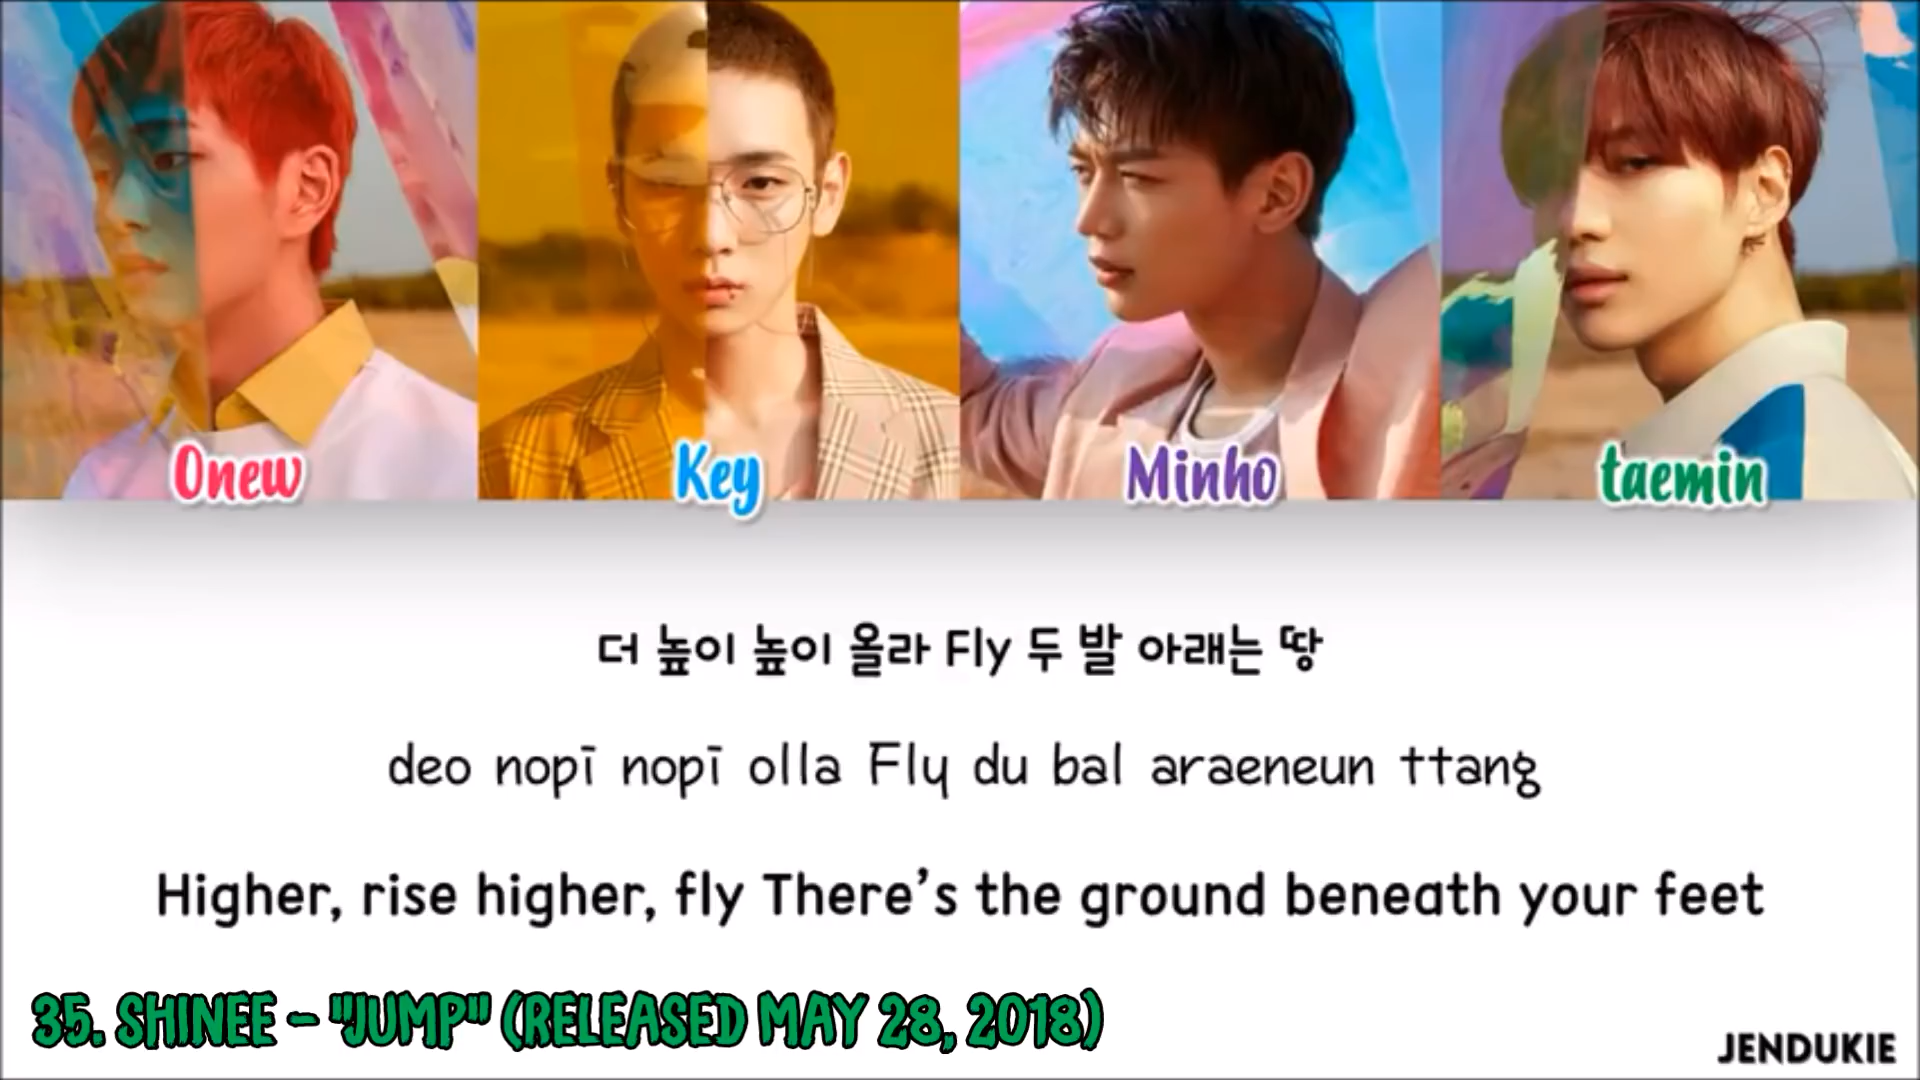 Onew
Key
Minho
taemin
더 높이 높이 올라 Fly 두 발 아래는 땅
deo nopi nopi olla Fly du bal araeneun ttang
Higher, rise higher, fly There's the ground beneath your feet
35. SHINEE - "JUMP" (RELEASED MAY 28, 2018)
JENDUKIE